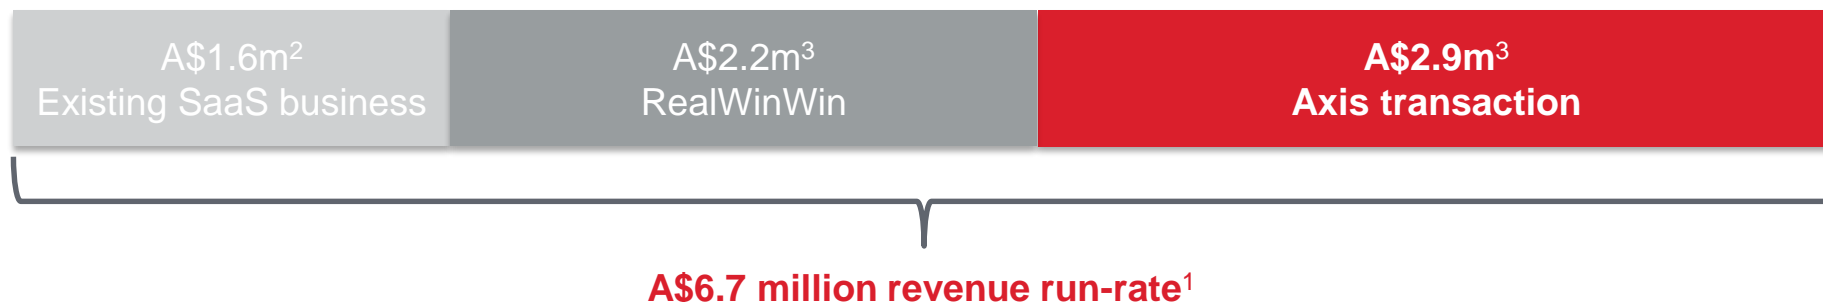 A$1.6m²
Existing SaaS business
A$2.2m³
RealWinWin
A$2.9m³
Axis transaction
A$6.7 million revenue run-rate¹